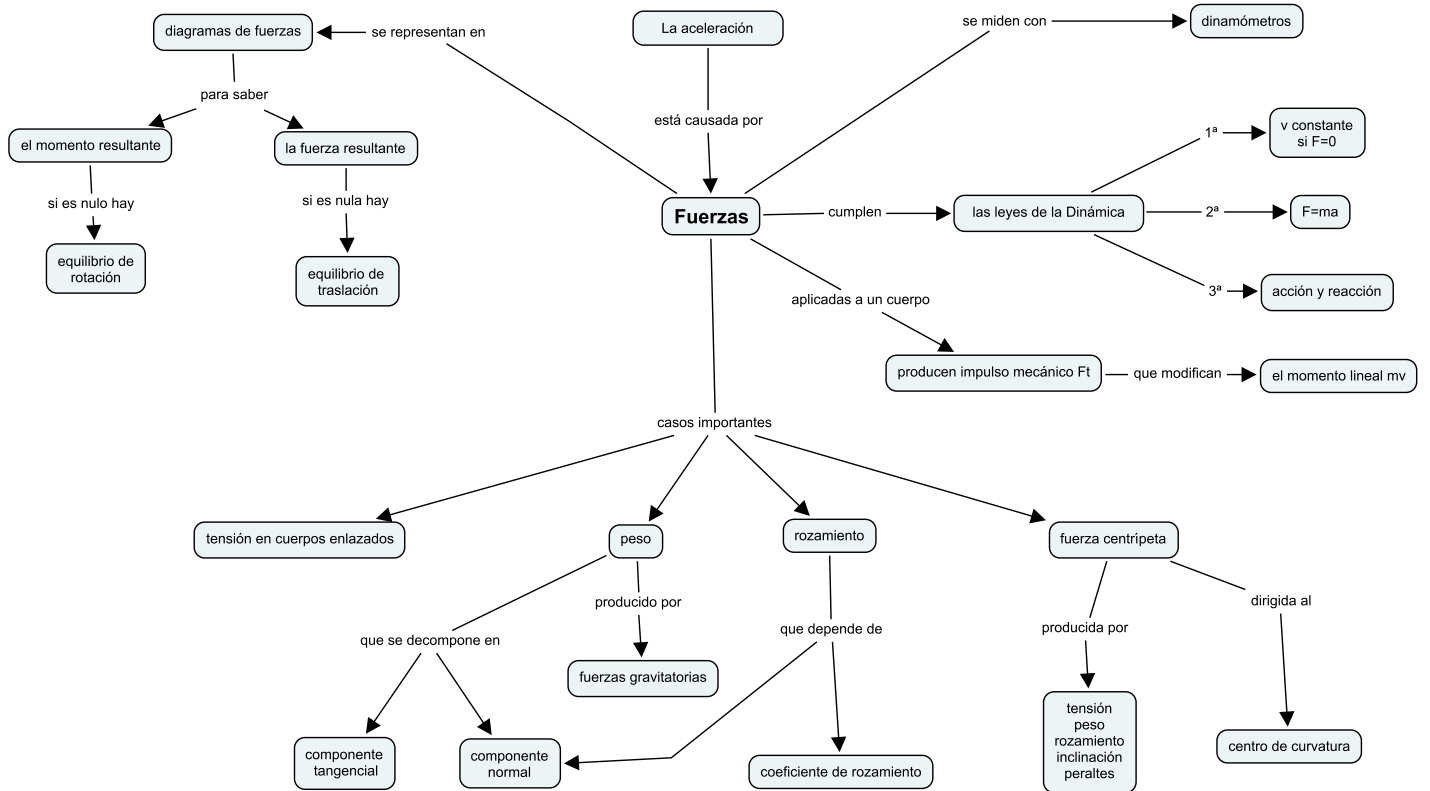 diagramas de fuerzas
se representan en
La aceleración
se miden con
dinamómetros
para saber
está causada por
el momento resultante
la fuerza resultante
1ª
v constante
si F=0
si es nulo hay
si es nula hay
Fuerzas
cumplen
las leyes de la Dinámica
2ª
F=ma
equilibrio de
rotación
equilibrio de
traslación
aplicadas a un cuerpo
3ª
acción y reacción
producen impulso mecánico Ft
que modifican
el momento lineal mv
casos importantes
tensión en cuerpos enlazados
peso
rozamiento
fuerza centrípeta
producido por
dirigida al
que se decompone en
que depende de
producida por
fuerzas gravitatorias
componente
tangencial
componente
normal
coeficiente de rozamiento
tensión
peso
rozamiento
inclinación
peraltes
centro de curvatura